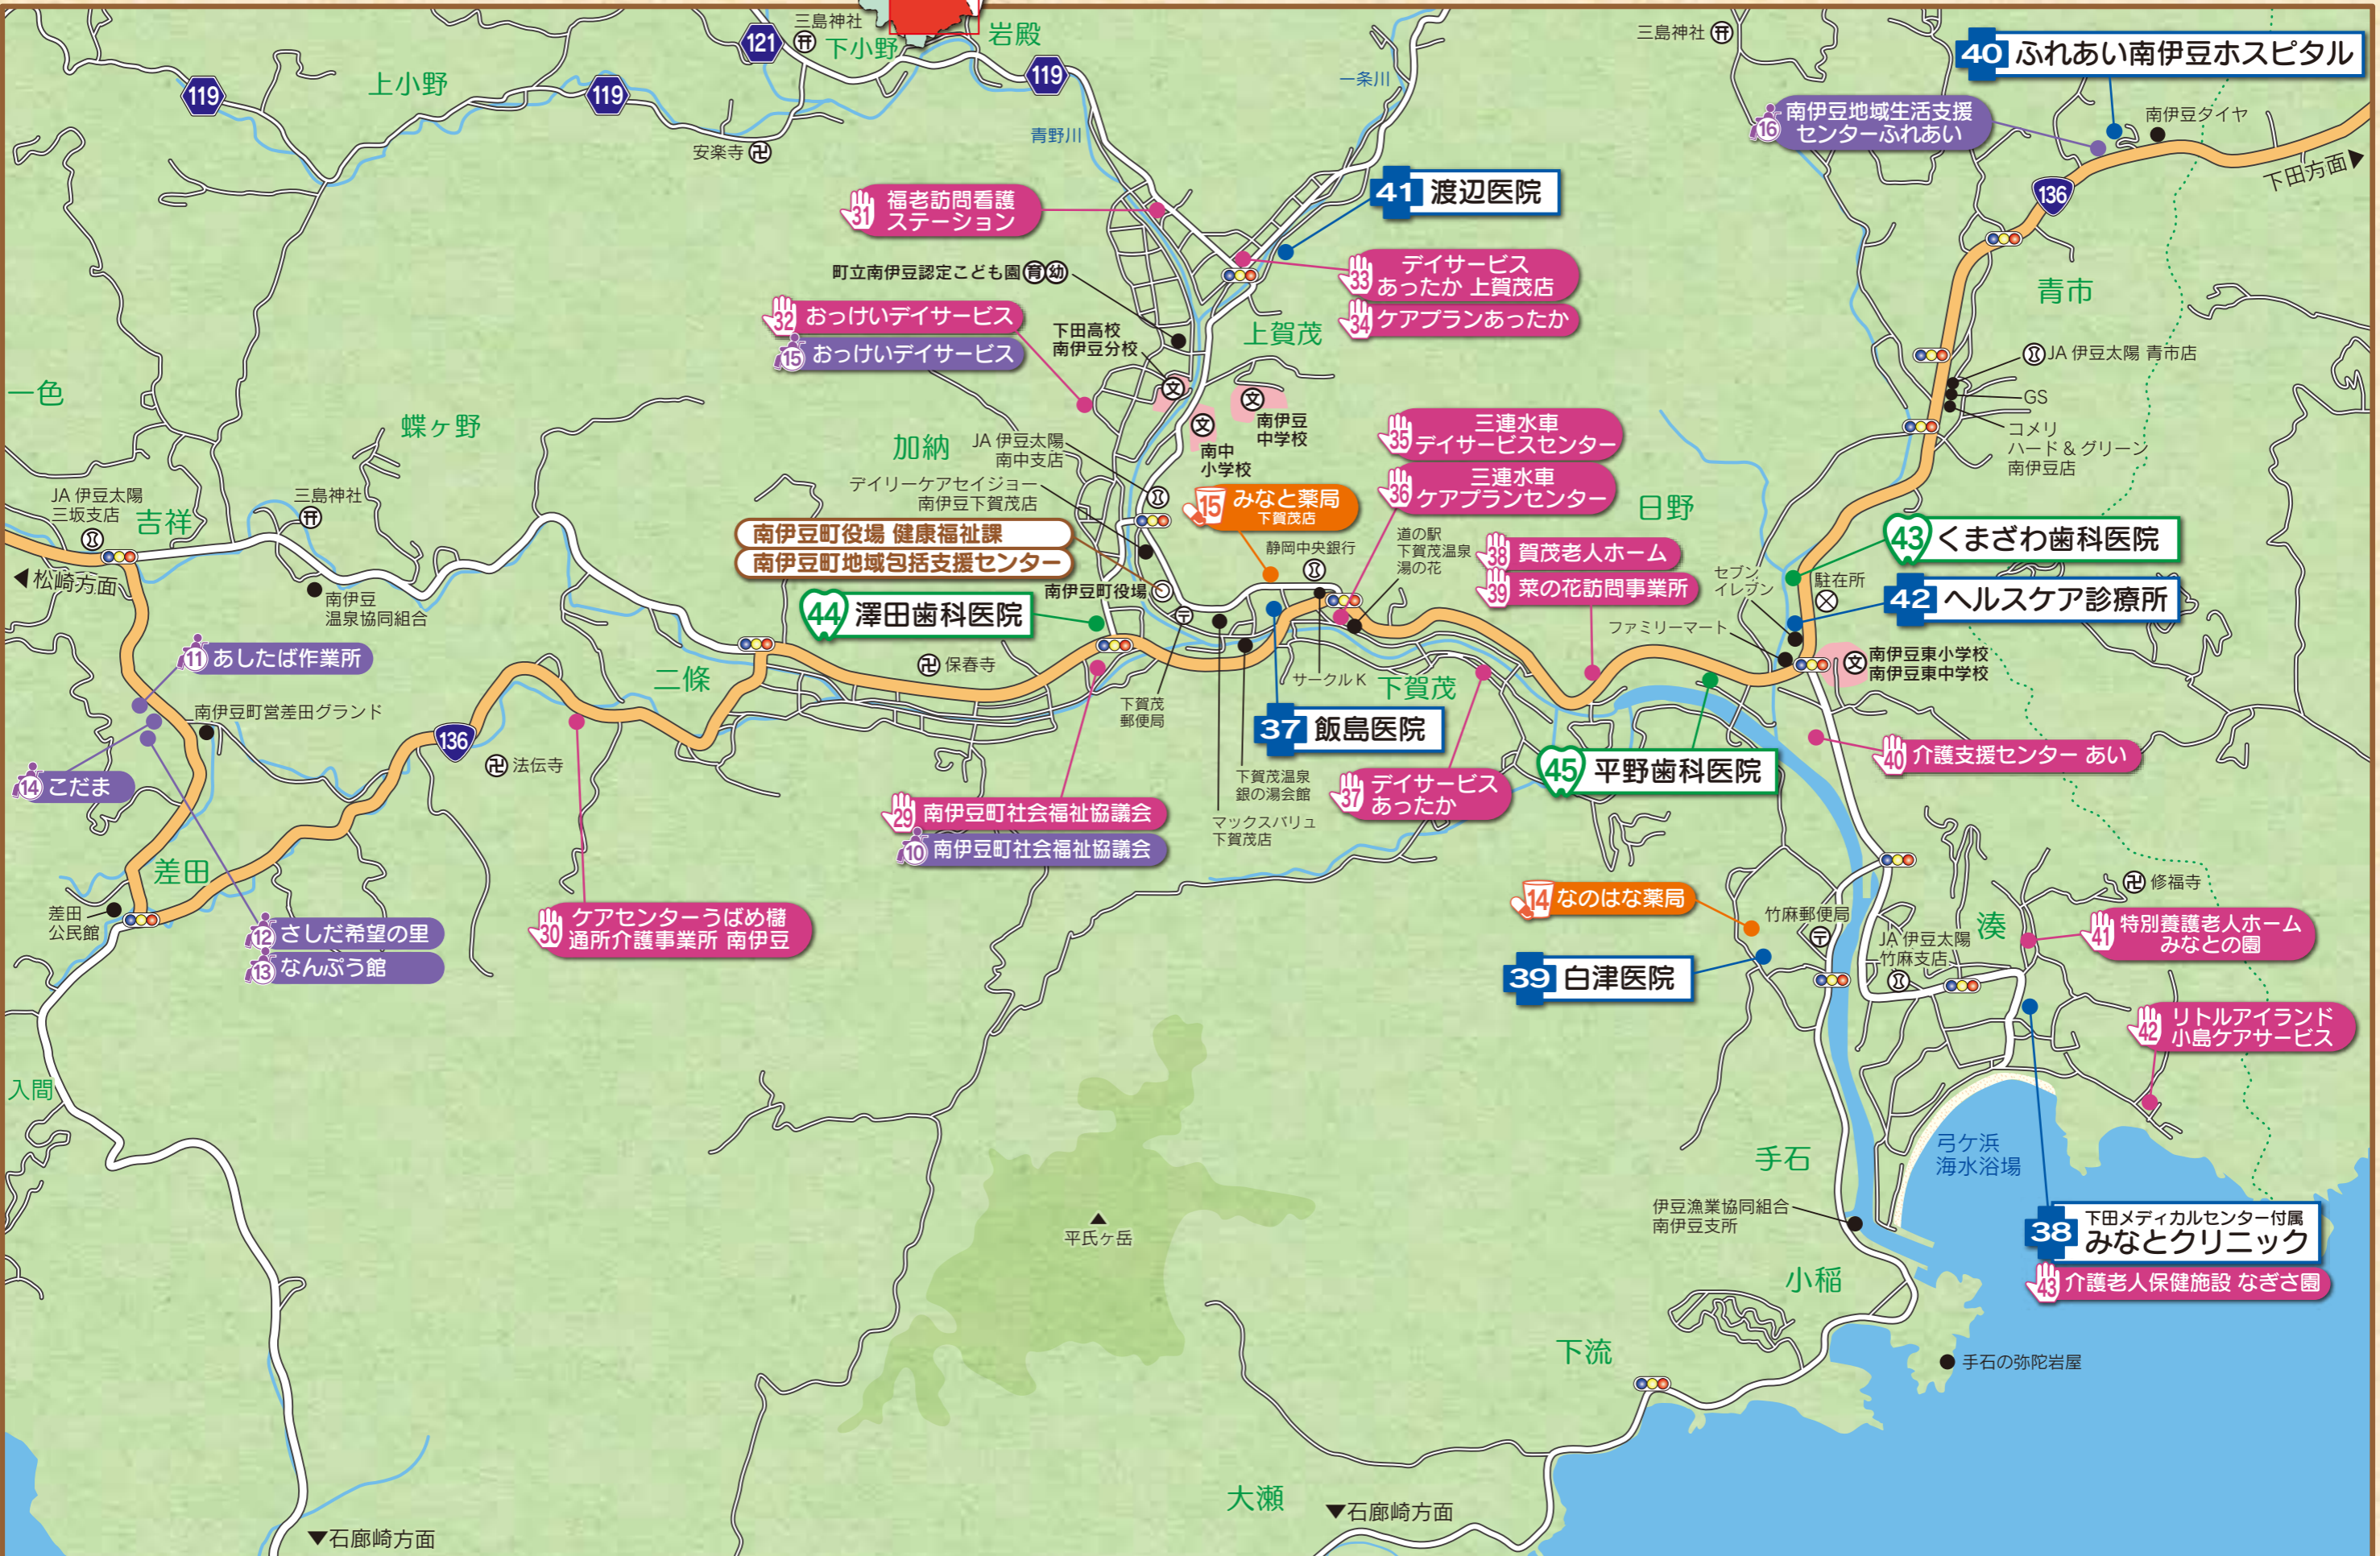 三島神社
下小野
岩殿
121
119
上小野
119
119
一条川
青野川
安楽寺
三島神社
40 ふれあい南伊豆ホスピタル
16 南伊豆地域生活支援
センターふれあい
南伊豆タイヤ
下田方面▶
136
41 渡辺医院
31 福老訪問看護
ステーション
町立南伊豆認定こども園 育 幼
33 デイサービス
あったか 上賀茂店
34 ケアプランあったか
32 おっけいデイサービス
15 おっけいデイサービス
下田高校
南伊豆分校
上賀茂
青市
JA 伊豆太陽 青市店
GS
コメリ
ハード&グリーン
南伊豆店
一色
蝶ヶ野
加納
文
文
文
南伊豆
中学校
南中
小学校
JA 伊豆太陽
南中支店
デイリーケアセイジョー
南伊豆下賀茂店
35 三連水車
デイサービスセンター
36 三連水車
ケアプランセンター
日野
JA 伊豆太陽
三坂支店
吉祥
三島神社
15 みなと薬局
下賀茂店
南伊豆町役場 健康福祉課
南伊豆町地域包括支援センター
南伊豆町役場
静岡中央銀行
道の駅
下賀茂温泉
湯の花
38 賀茂老人ホーム
39 菜の花訪問事業所
43 くまざわ歯科医院
42 ヘルスケア診療所
セブン
イレブン
駐在所
ファミリーマート
◀松崎方面
南伊豆
温泉協同組合
44 澤田歯科医院
文
南伊豆東小学校
南伊豆東中学校
11 あしたば作業所
二條
保春寺
サークルK
下賀茂
下賀茂
郵便局
南伊豆町営差田グランド
136
法伝寺
37 飯島医院
下賀茂温泉
銀の湯会館
マックスバリュ
下賀茂店
37 デイサービス
あったか
45 平野歯科医院
40 介護支援センター あい
14 こだま
29 南伊豆町社会福祉協議会
10 南伊豆町社会福祉協議会
差田
差田
公民館
12 さしだ希望の里
13 なんぷう館
30 ケアセンターうばめ樋
通所介護事業所 南伊豆
14 なのはな薬局
竹麻郵便局
39 白津医院
修福寺
湊
JA 伊豆太陽
竹麻支店
41 特別養護老人ホーム
みなとの園
42 リトルアイランド
小島ケアサービス
入間
手石
弓ケ浜
海水浴場
平氏ヶ岳
伊豆漁業協同組合
南伊豆支所
38 下田メディカルセンター付属
みなとクリニック
43 介護老人保健施設 なぎさ園
小稲
下流
手石の弥陀岩屋
大瀬
▼石廊崎方面
▼石廊崎方面